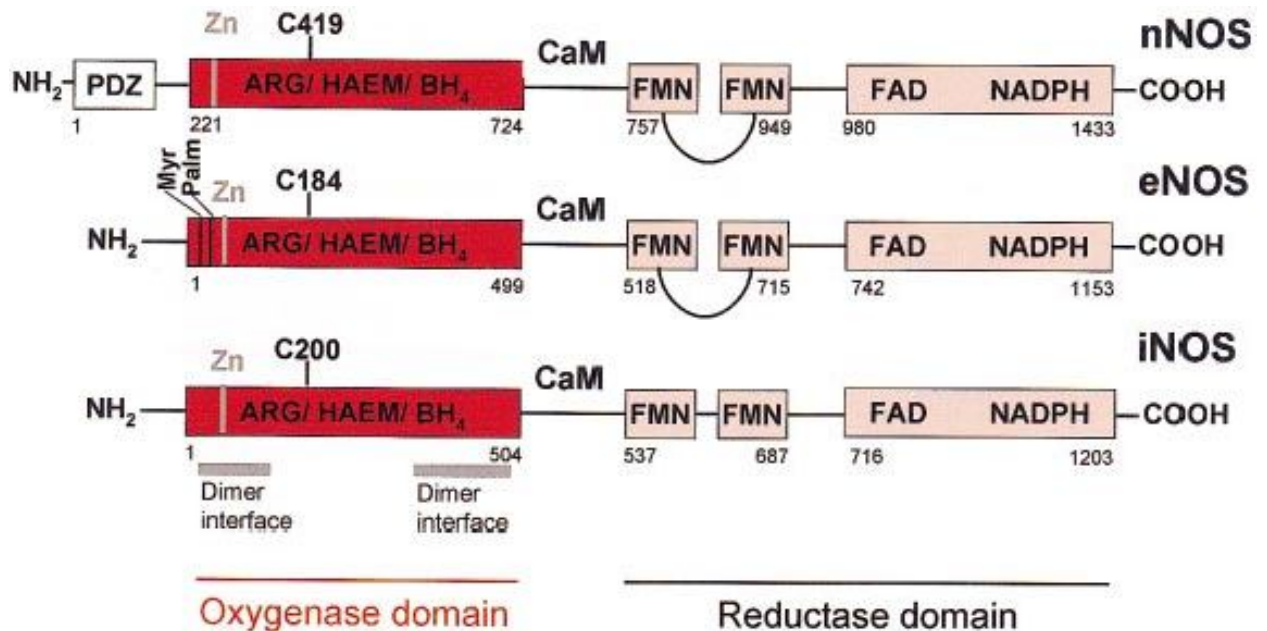 Zn C419 CaM nNOS
NH2 PDZ ARG/ HAEM/ BH4 FMN FMN FAD NADPH COOH
1 221 724 757 949 980 1433
Myr Palm Zn C184 CaM eNOS
NH2 ARG/ HAEM/ BH4 FMN FMN FAD NADPH COOH
1 499 518 715 742 1153
Zn C200 CaM iNOS
NH2 ARG/ HAEM/ BH4 FMN FMN FAD NADPH COOH
1 504 537 687 716 1203
Dimer interface Dimer interface
Oxygenase domain Reductase domain